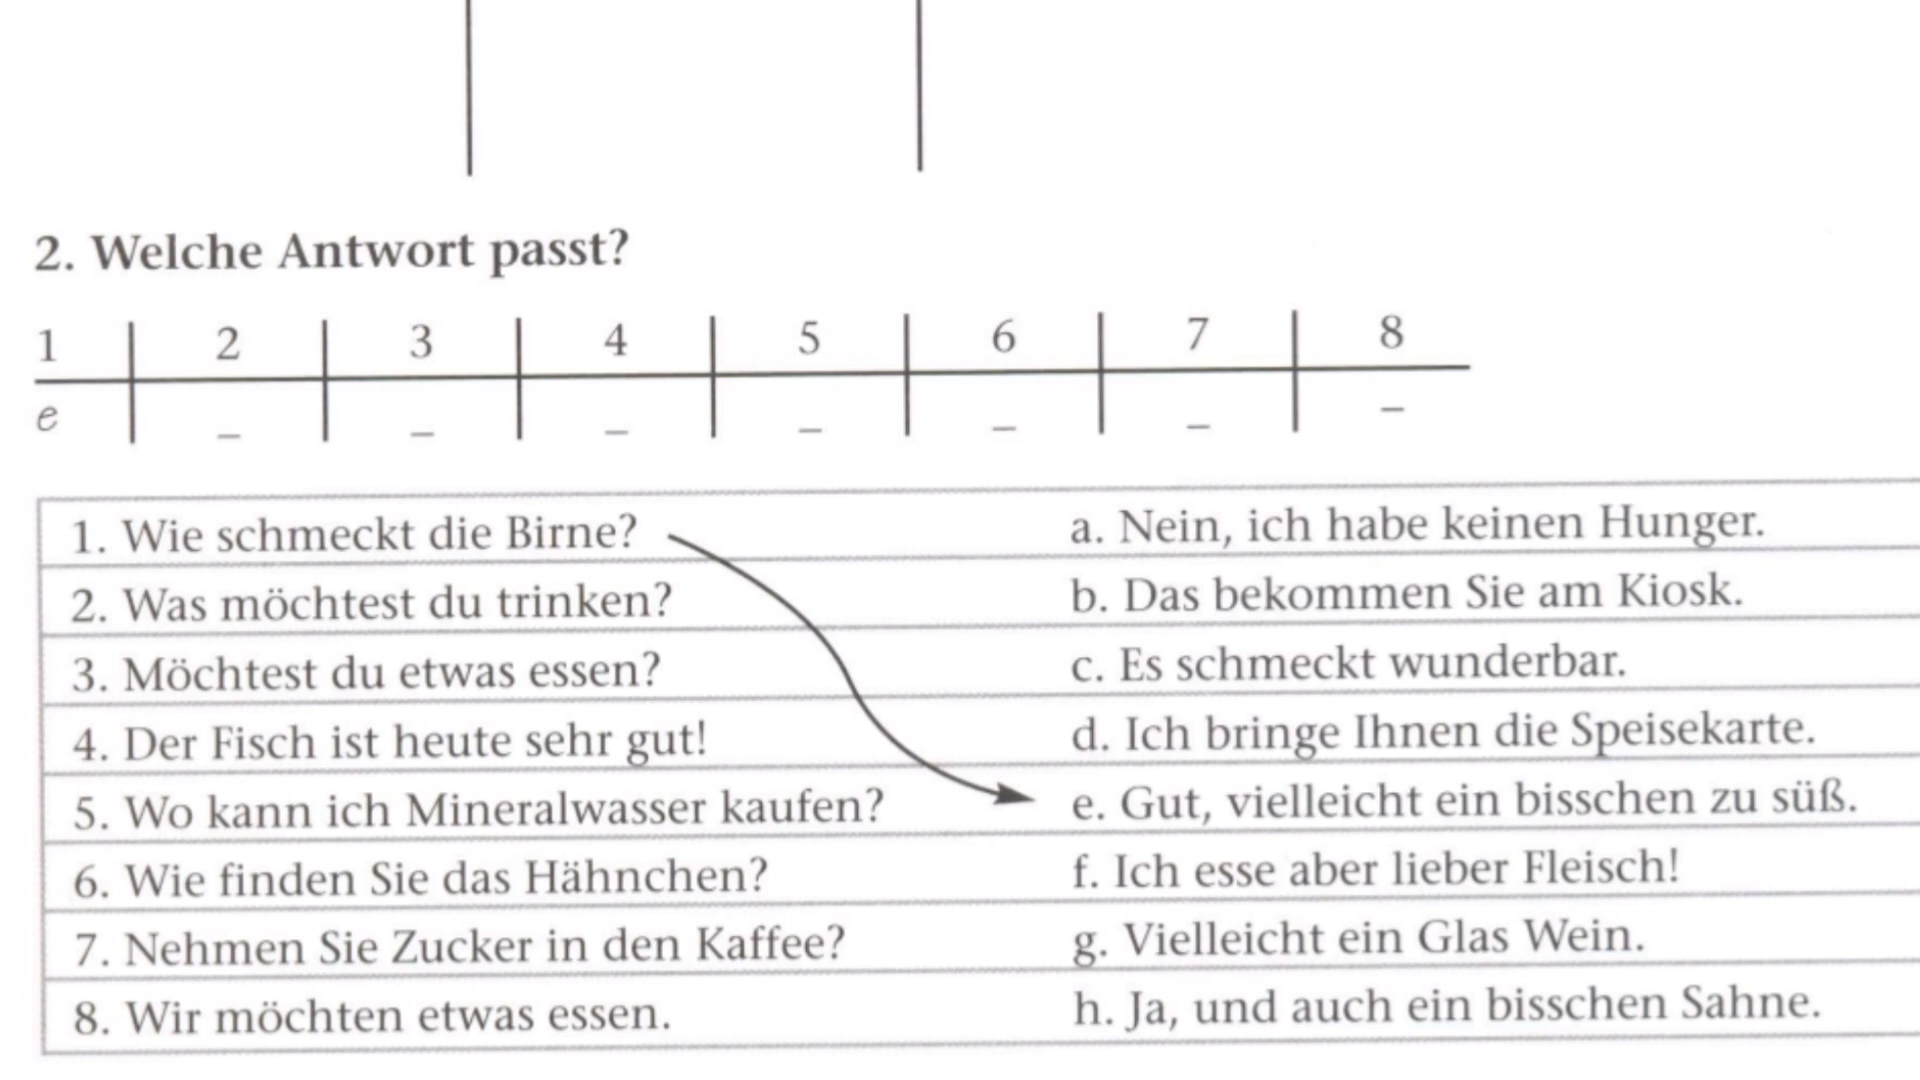 2. Welche Antwort passt?
1 2 3 4 5 6 7 8
e _ _ _ _ _ _ _
1. Wie schmeckt die Birne? a. Nein, ich habe keinen Hunger.
2. Was möchtest du trinken? b. Das bekommen Sie am Kiosk.
3. Möchtest du etwas essen? c. Es schmeckt wunderbar.
4. Der Fisch ist heute sehr gut! d. Ich bringe Ihnen die Speisekarte.
5. Wo kann ich Mineralwasser kaufen? e. Gut, vielleicht ein bisschen zu süß.
6. Wie finden Sie das Hähnchen? f. Ich esse aber lieber Fleisch!
7. Nehmen Sie Zucker in den Kaffee? g. Vielleicht ein Glas Wein.
8. Wir möchten etwas essen. h. Ja, und auch ein bisschen Sahne.